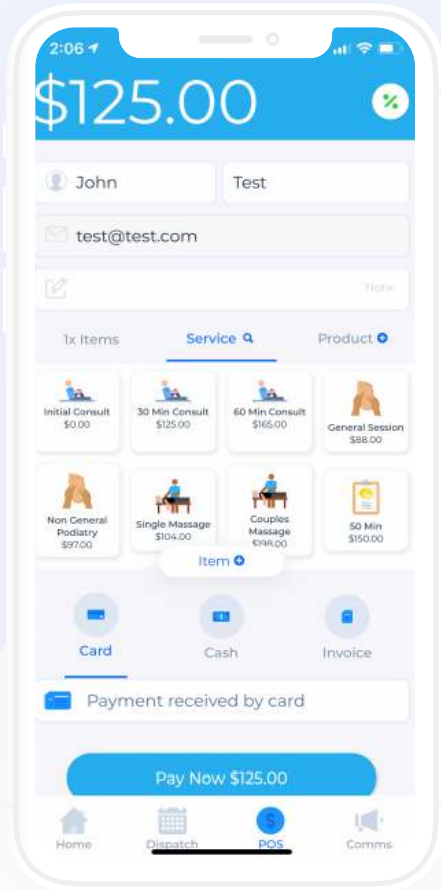 2:06
$125.00
%
John Test
test@test.com
Note
1x Items Service Product
Initial Consult 30 Min Consult 60 Min Consult General Session
$0.00 $125.00 $165.00 $88.00
Non General Podiatry Single Massage Couples Massage 50 Min
$97.00 $104.00 $198.00 $150.00
Item
Card Cash Invoice
Payment received by card
Pay Now $125.00
$
Home Dispatch POS Comms